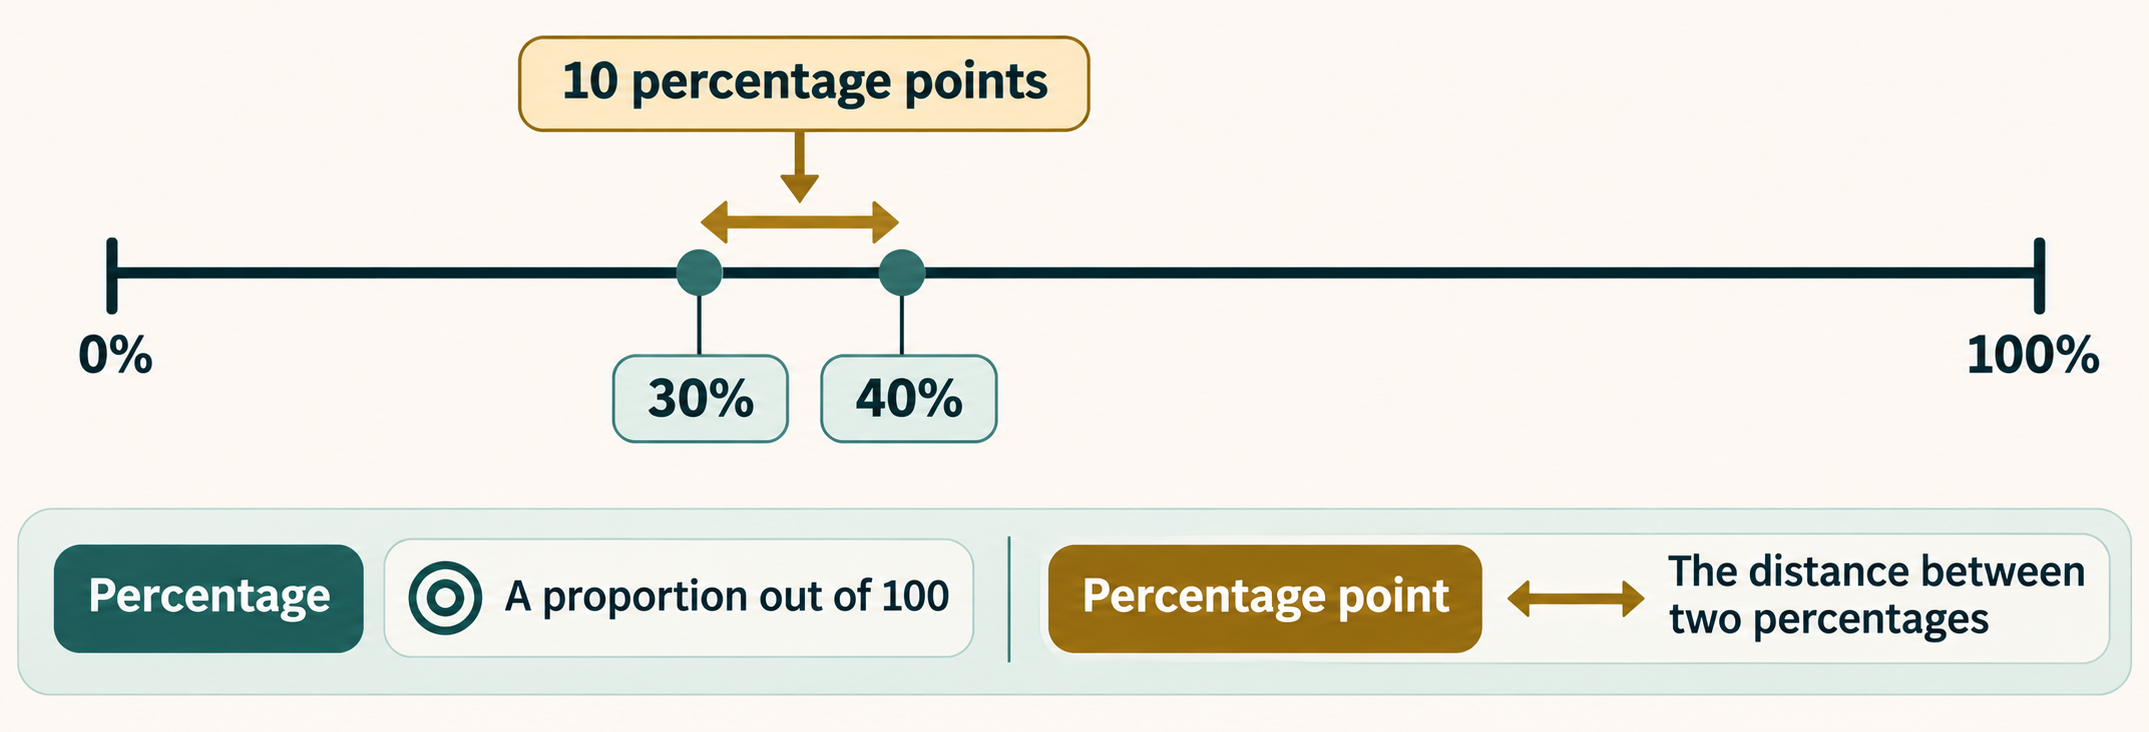 10 percentage points
0%
100%
30%
40%
Percentage
A proportion out of 100
Percentage point
The distance between
two percentages